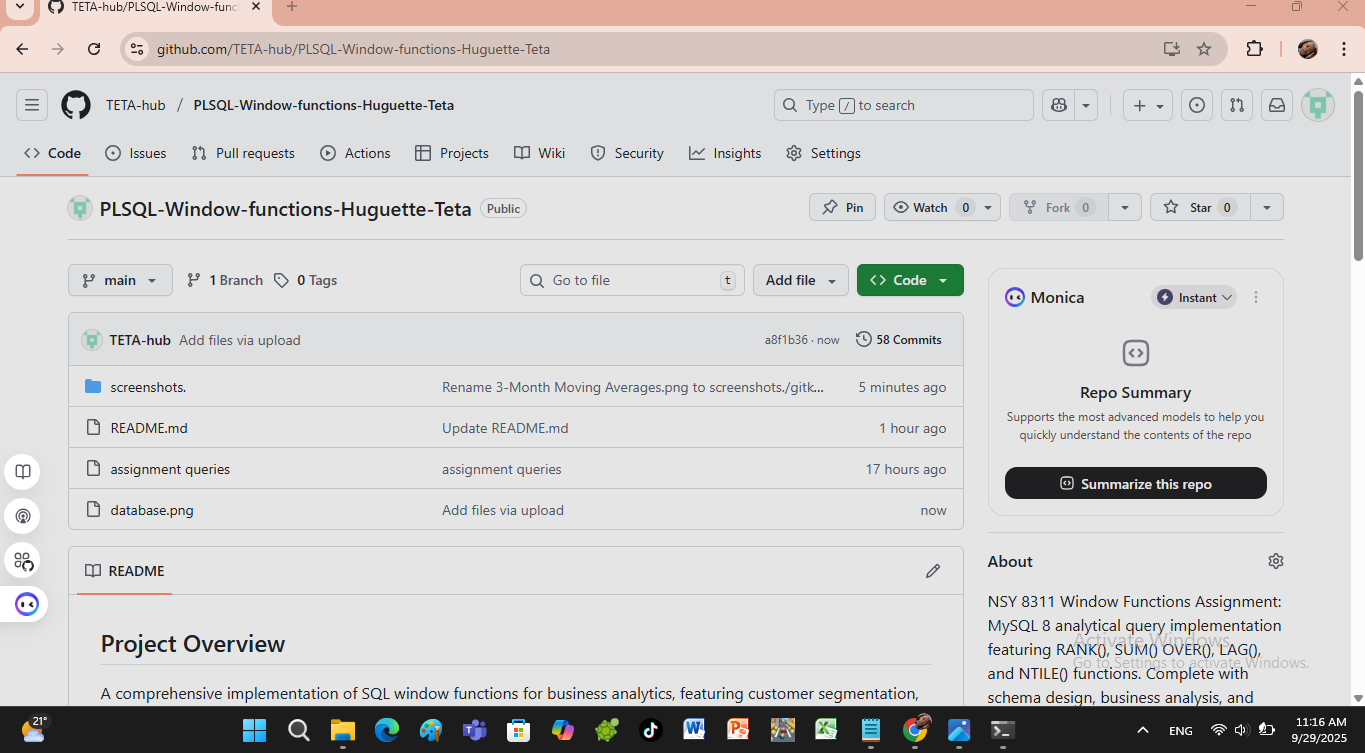 TETA-hub/PLSQL-Window-func
github.com/TETA-hub/PLSQL-Window-functions-Huguette-Teta
TETA-hub / PLSQL-Window-functions-Huguette-Teta
Type / to search
Code Issues Pull requests Actions Projects Wiki Security Insights Settings
PLSQL-Window-functions-Huguette-Teta Public
Pin Watch 0 Fork 0 Star 0
main 1 Branch 0 Tags Go to file t Add file Code
TETA-hub Add files via upload a8f1b36 · now 58 Commits
screenshots. Rename 3-Month Moving Averages.png to screenshots./gitk... 5 minutes ago
README.md Update README.md 1 hour ago
assignment queries assignment queries 17 hours ago
database.png Add files via upload now
README
Project Overview
A comprehensive implementation of SQL window functions for business analytics, featuring customer segmentation,
Monica Instant
Repo Summary
Supports the most advanced models to help you
quickly understand the contents of the repo
Summarize this repo
About
NSY 8311 Window Functions Assignment:
MySQL 8 analytical query implementation
featuring RANK(), SUM() OVER(), LAG(),
and NTILE() functions. Complete with
schema design, business analysis, and
Activate Windows
Go to Settings to activate Windows.
21°
ENG
11:16 AM
9/29/2025